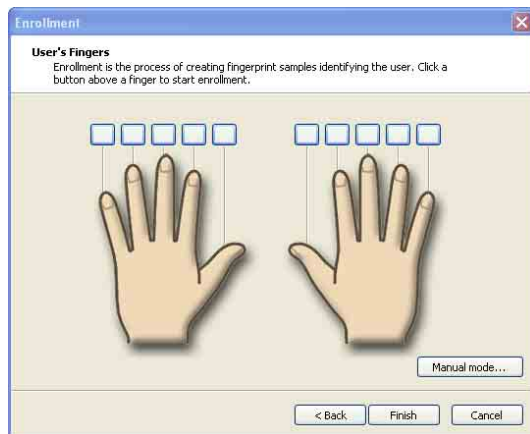 Enrollment
User's Fingers
Enrollment is the process of creating fingerprint samples identifying the user. Click a
button above a finger to start enrollment.
Manual mode...
< Back
Finish
Cancel